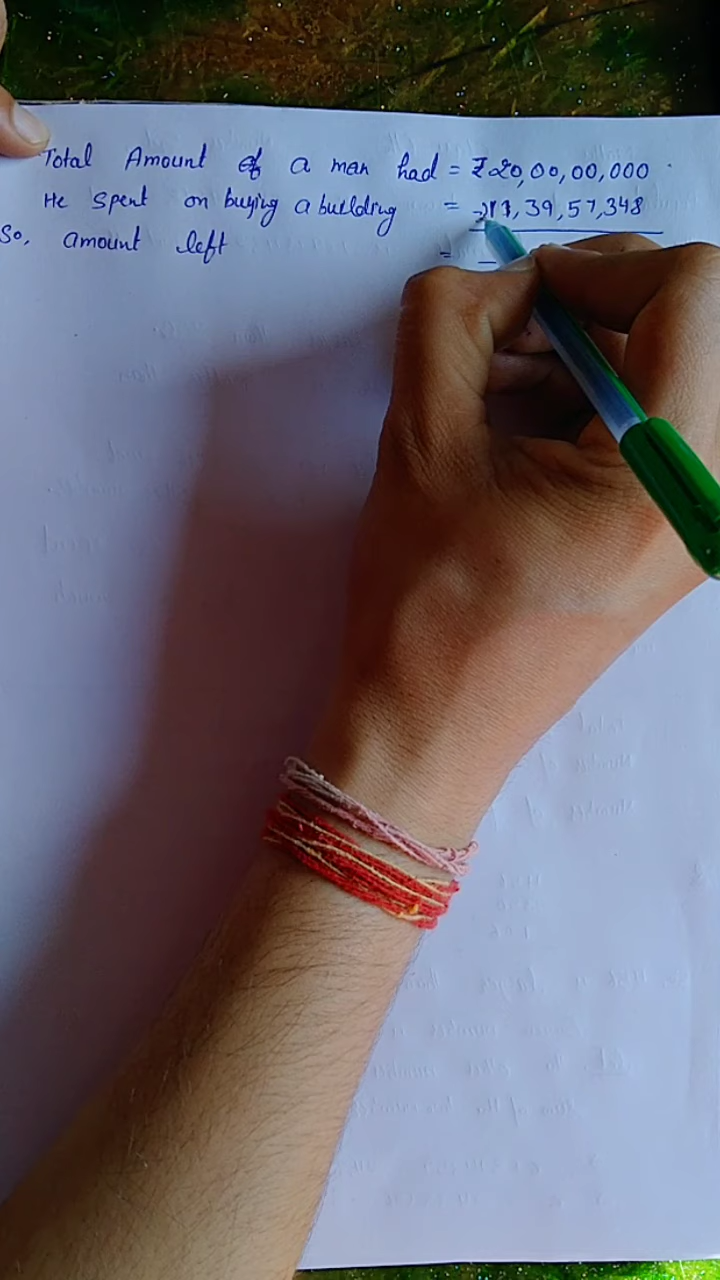 Total Amount of a man had = ₹20,00,00,000
He spent on buying a building = 13,39,57,348
So, amount left =